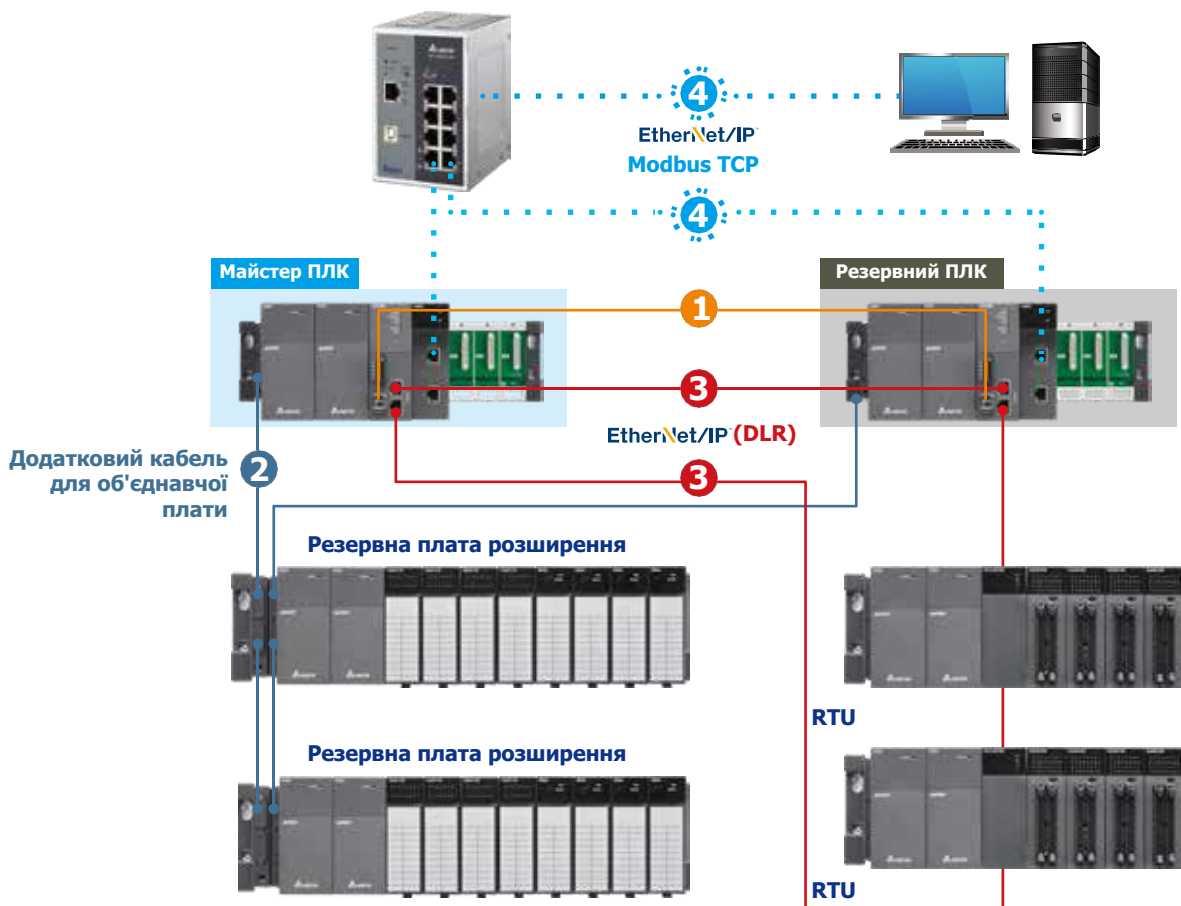 4
EtherNet/IP
Modbus TCP
4
Майстер ПЛК
Резервний ПЛК
1
3
EtherNet/IP (DLR)
Додатковий кабель
для об'єднавчої
плати
2
3
Резервна плата розширення
RTU
Резервна плата розширення
RTU